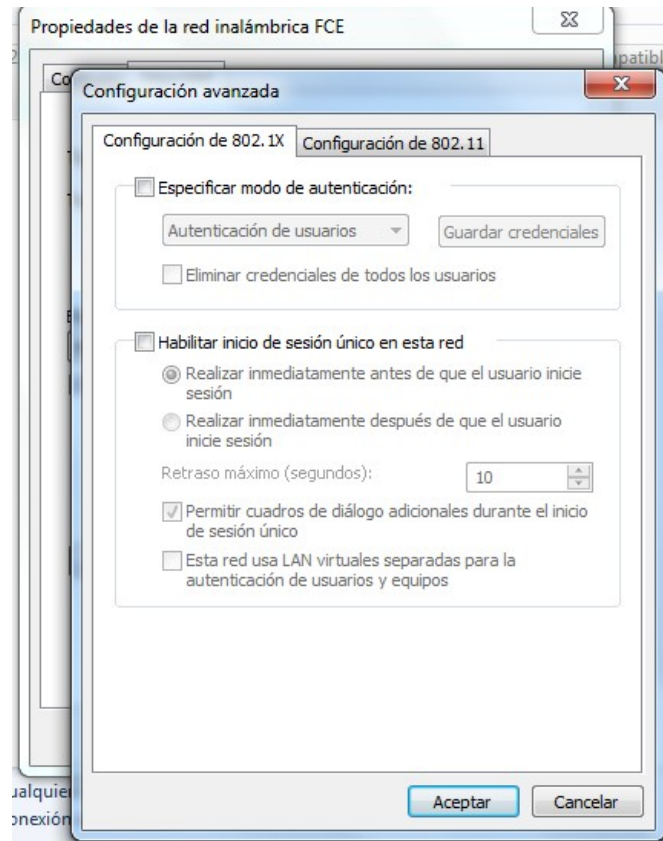 Propiedades de la red inalámbrica FCE
Co
Configuración avanzada
Configuración de 802.1X
Configuración de 802.11
Especificar modo de autenticación:
Autenticación de usuarios
Guardar credenciales
Eliminar credenciales de todos los usuarios
Habilitar inicio de sesión único en esta red
Realizar inmediatamente antes de que el usuario inicie
sesión
Realizar inmediatamente después de que el usuario
inicie sesión
Retraso máximo (segundos):
10
Permitir cuadros de diálogo adicionales durante el inicio
de sesión único
Esta red usa LAN virtuales separadas para la
autenticación de usuarios y equipos
Aceptar
Cancelar
ualquie
onexión